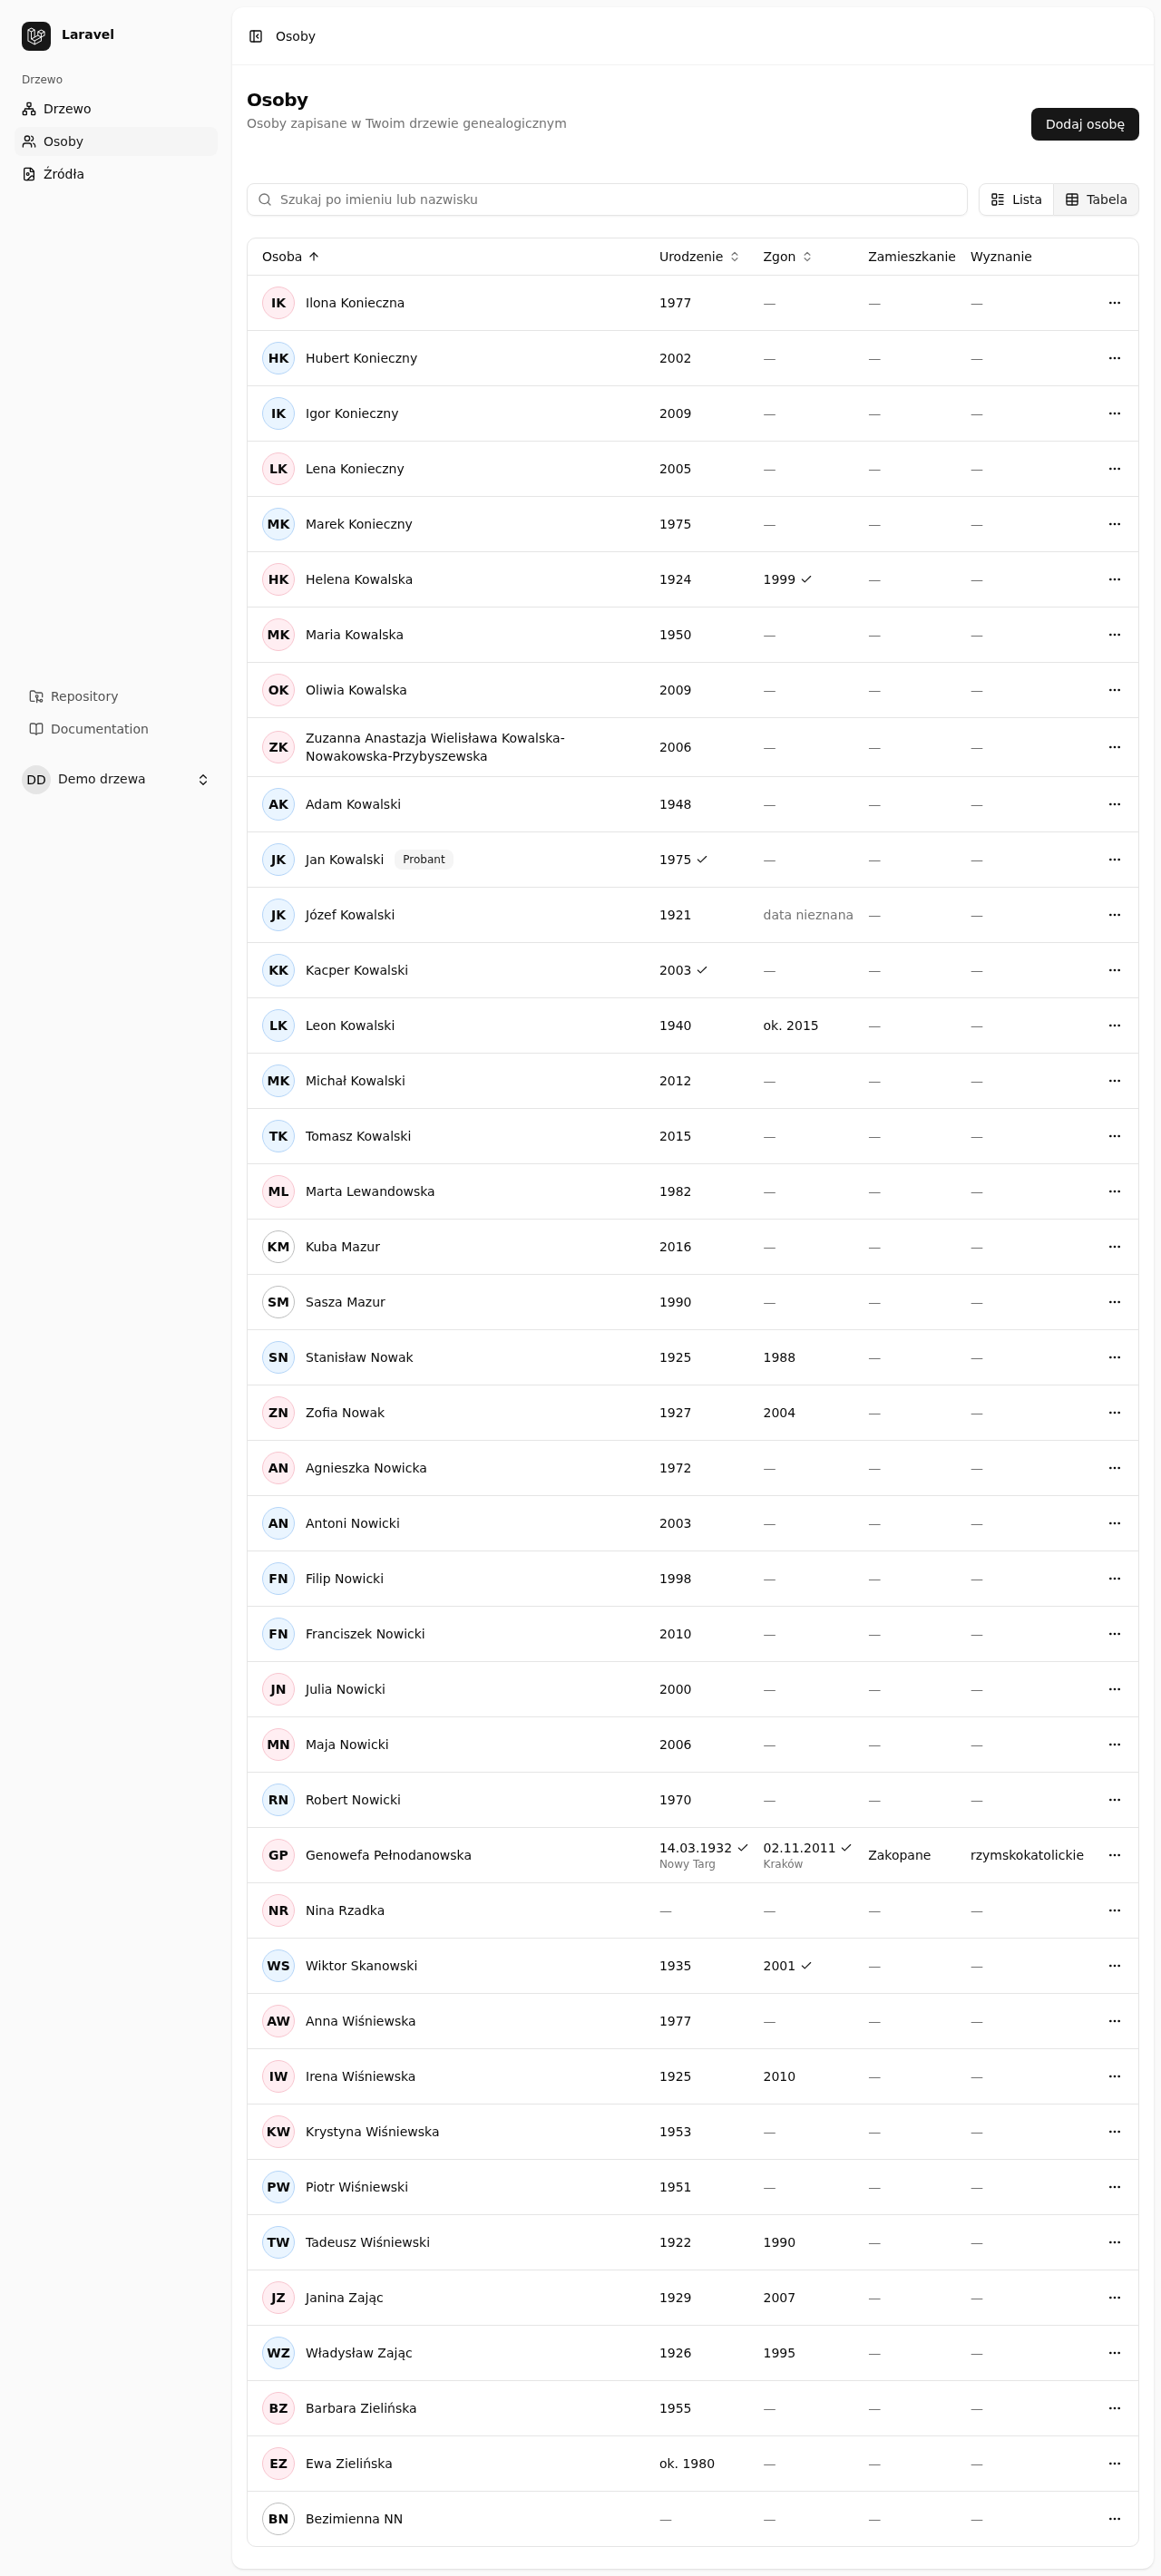 Laravel
Drzewo
Drzewo
Osoby
Źródła
Repository
Documentation
DD Demo drzewa
Osoby
Osoby
Osoby zapisane w Twoim drzewie genealogicznym
Dodaj osobę
Szukaj po imieniu lub nazwisku
Lista Tabela
Osoba Urodzenie Zgon Zamieszkanie Wyznanie
IK Ilona Konieczna 1977 — — —
HK Hubert Konieczny 2002 — — —
IK Igor Konieczny 2009 — — —
LK Lena Konieczny 2005 — — —
MK Marek Konieczny 1975 — — —
HK Helena Kowalska 1924 1999 ✓ — —
MK Maria Kowalska 1950 — — —
OK Oliwia Kowalska 2009 — — —
ZK Zuzanna Anastazja Wielisława Kowalska-
Nowakowska-Przybyszewska 2006 — — —
AK Adam Kowalski 1948 — — —
JK Jan Kowalski Probant 1975 ✓ — — —
JK Józef Kowalski 1921 data nieznana — —
KK Kacper Kowalski 2003 ✓ — — —
LK Leon Kowalski 1940 ok. 2015 — —
MK Michał Kowalski 2012 — — —
TK Tomasz Kowalski 2015 — — —
ML Marta Lewandowska 1982 — — —
KM Kuba Mazur 2016 — — —
SM Sasza Mazur 1990 — — —
SN Stanisław Nowak 1925 1988 — —
ZN Zofia Nowak 1927 2004 — —
AN Agnieszka Nowicka 1972 — — —
AN Antoni Nowicki 2003 — — —
FN Filip Nowicki 1998 — — —
FN Franciszek Nowicki 2010 — — —
JN Julia Nowicki 2000 — — —
MN Maja Nowicki 2006 — — —
RN Robert Nowicki 1970 — — —
GP Genowefa Pełnodanowska 14.03.1932 ✓ 02.11.2011 ✓ Zakopane rzymskokatolickie
Nowy Targ Kraków
NR Nina Rzadka — — — —
WS Wiktor Skanowski 1935 2001 ✓ — —
AW Anna Wiśniewska 1977 — — —
IW Irena Wiśniewska 1925 2010 — —
KW Krystyna Wiśniewska 1953 — — —
PW Piotr Wiśniewski 1951 — — —
TW Tadeusz Wiśniewski 1922 1990 — —
JZ Janina Zając 1929 2007 — —
WZ Władysław Zając 1926 1995 — —
BZ Barbara Zielińska 1955 — — —
EZ Ewa Zielińska ok. 1980 — — —
BN Bezimienna NN — — — —